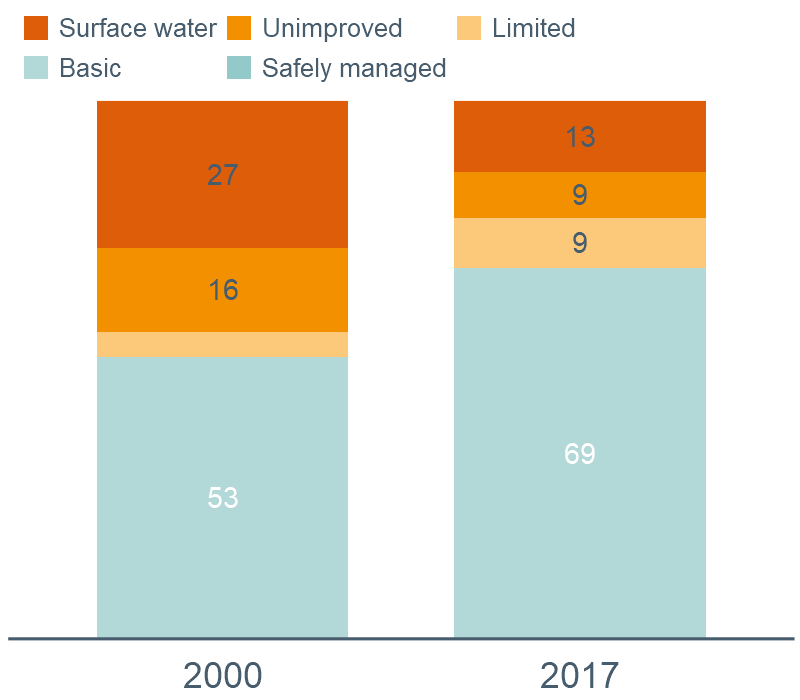 Surface water Unimproved Limited
Basic Safely managed
27 13
9
16 9
53 69
2000 2017